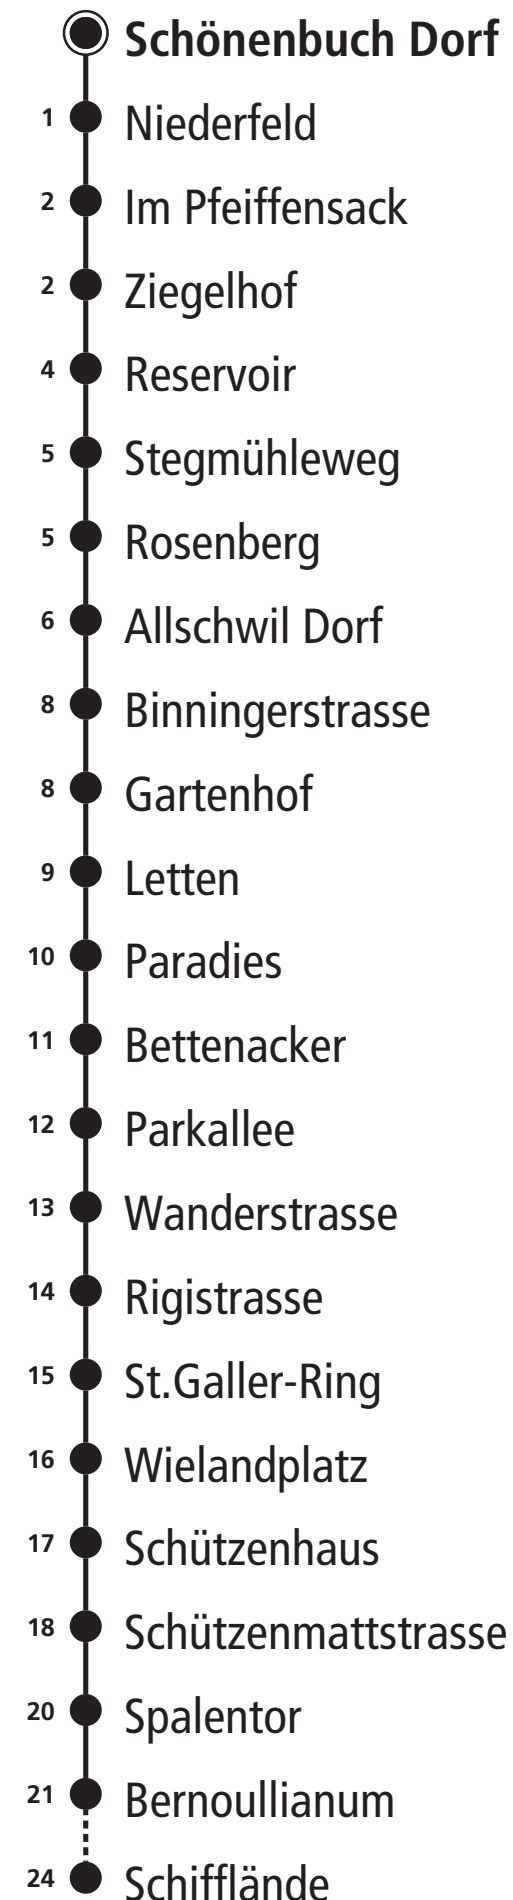 Schönenbuch Dorf
1 Niederfeld
2 Im Pfeiffensack
2 Ziegelhof
4 Reservoir
5 Stegmühleweg
5 Rosenberg
6 Allschwil Dorf
8 Binningerstrasse
8 Gartenhof
9 Letten
10 Paradies
11 Bettenacker
12 Parkallee
13 Wanderstrasse
14 Rigistrasse
15 St.Galler-Ring
16 Wielandplatz
17 Schützenhaus
18 Schützenmattstrasse
20 Spalentor
21 Bernoullianum
24 Schifflände